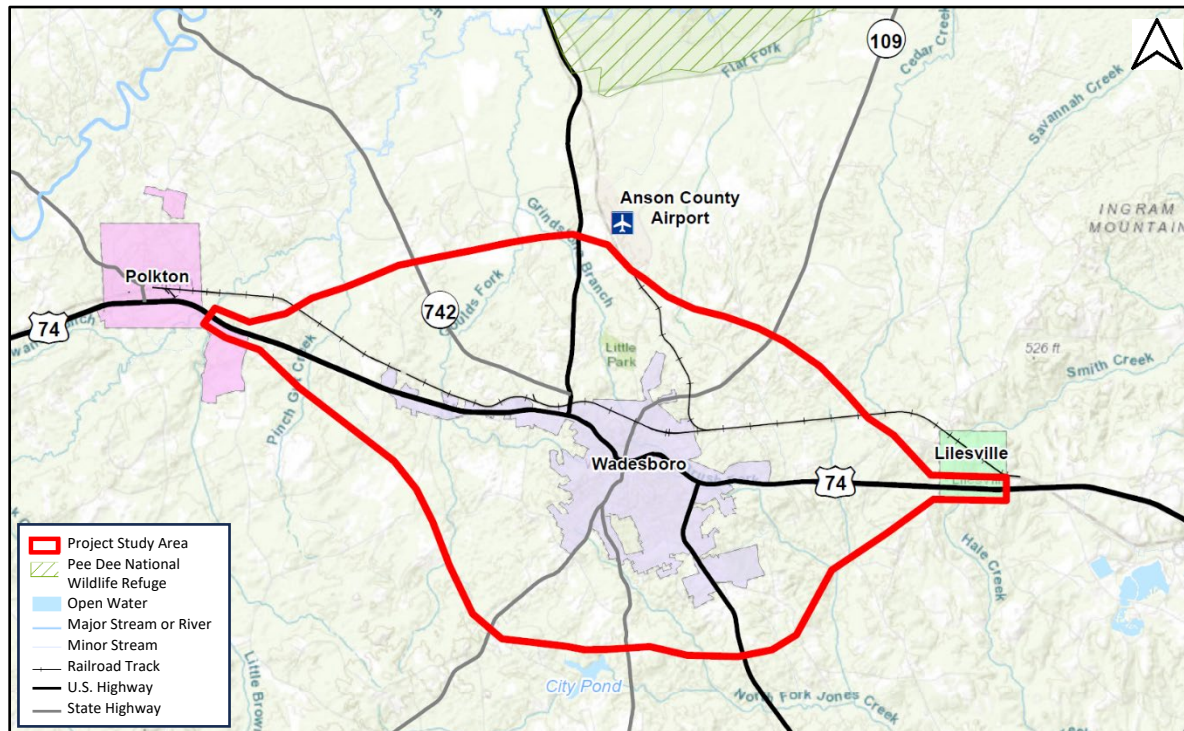 109
Flat Fork
Cedar Creek
Savannah Creek
Anson County
Airport
INGRAM
MOUNTAIN
Grindstone Branch
Polkton
742
Goulds Fork
74
Little
Park
526 ft
Smith Creek
Pinch Gut Creek
Lilesville
Wadesboro
74
Hale Creek
City Pond
North Fork Jones Creek
Little Brow
Project Study Area
Pee Dee National
Wildlife Refuge
Open Water
Major Stream or River
Minor Stream
Railroad Track
U.S. Highway
State Highway